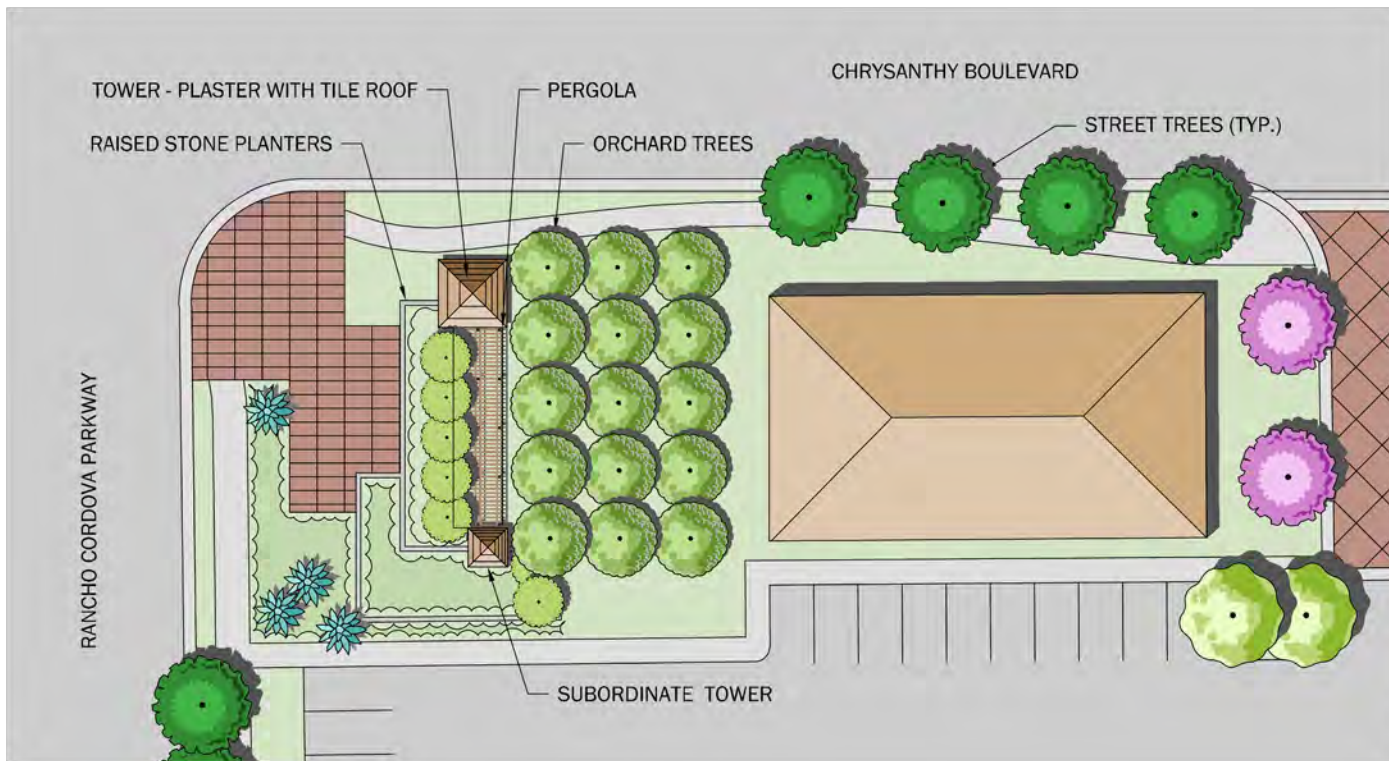 CHRYSANTHY BOULEVARD
TOWER - PLASTER WITH TILE ROOF
PERGOLA
STREET TREES (TYP.)
RAISED STONE PLANTERS
ORCHARD TREES
RANCHO CORDOVA PARKWAY
SUBORDINATE TOWER